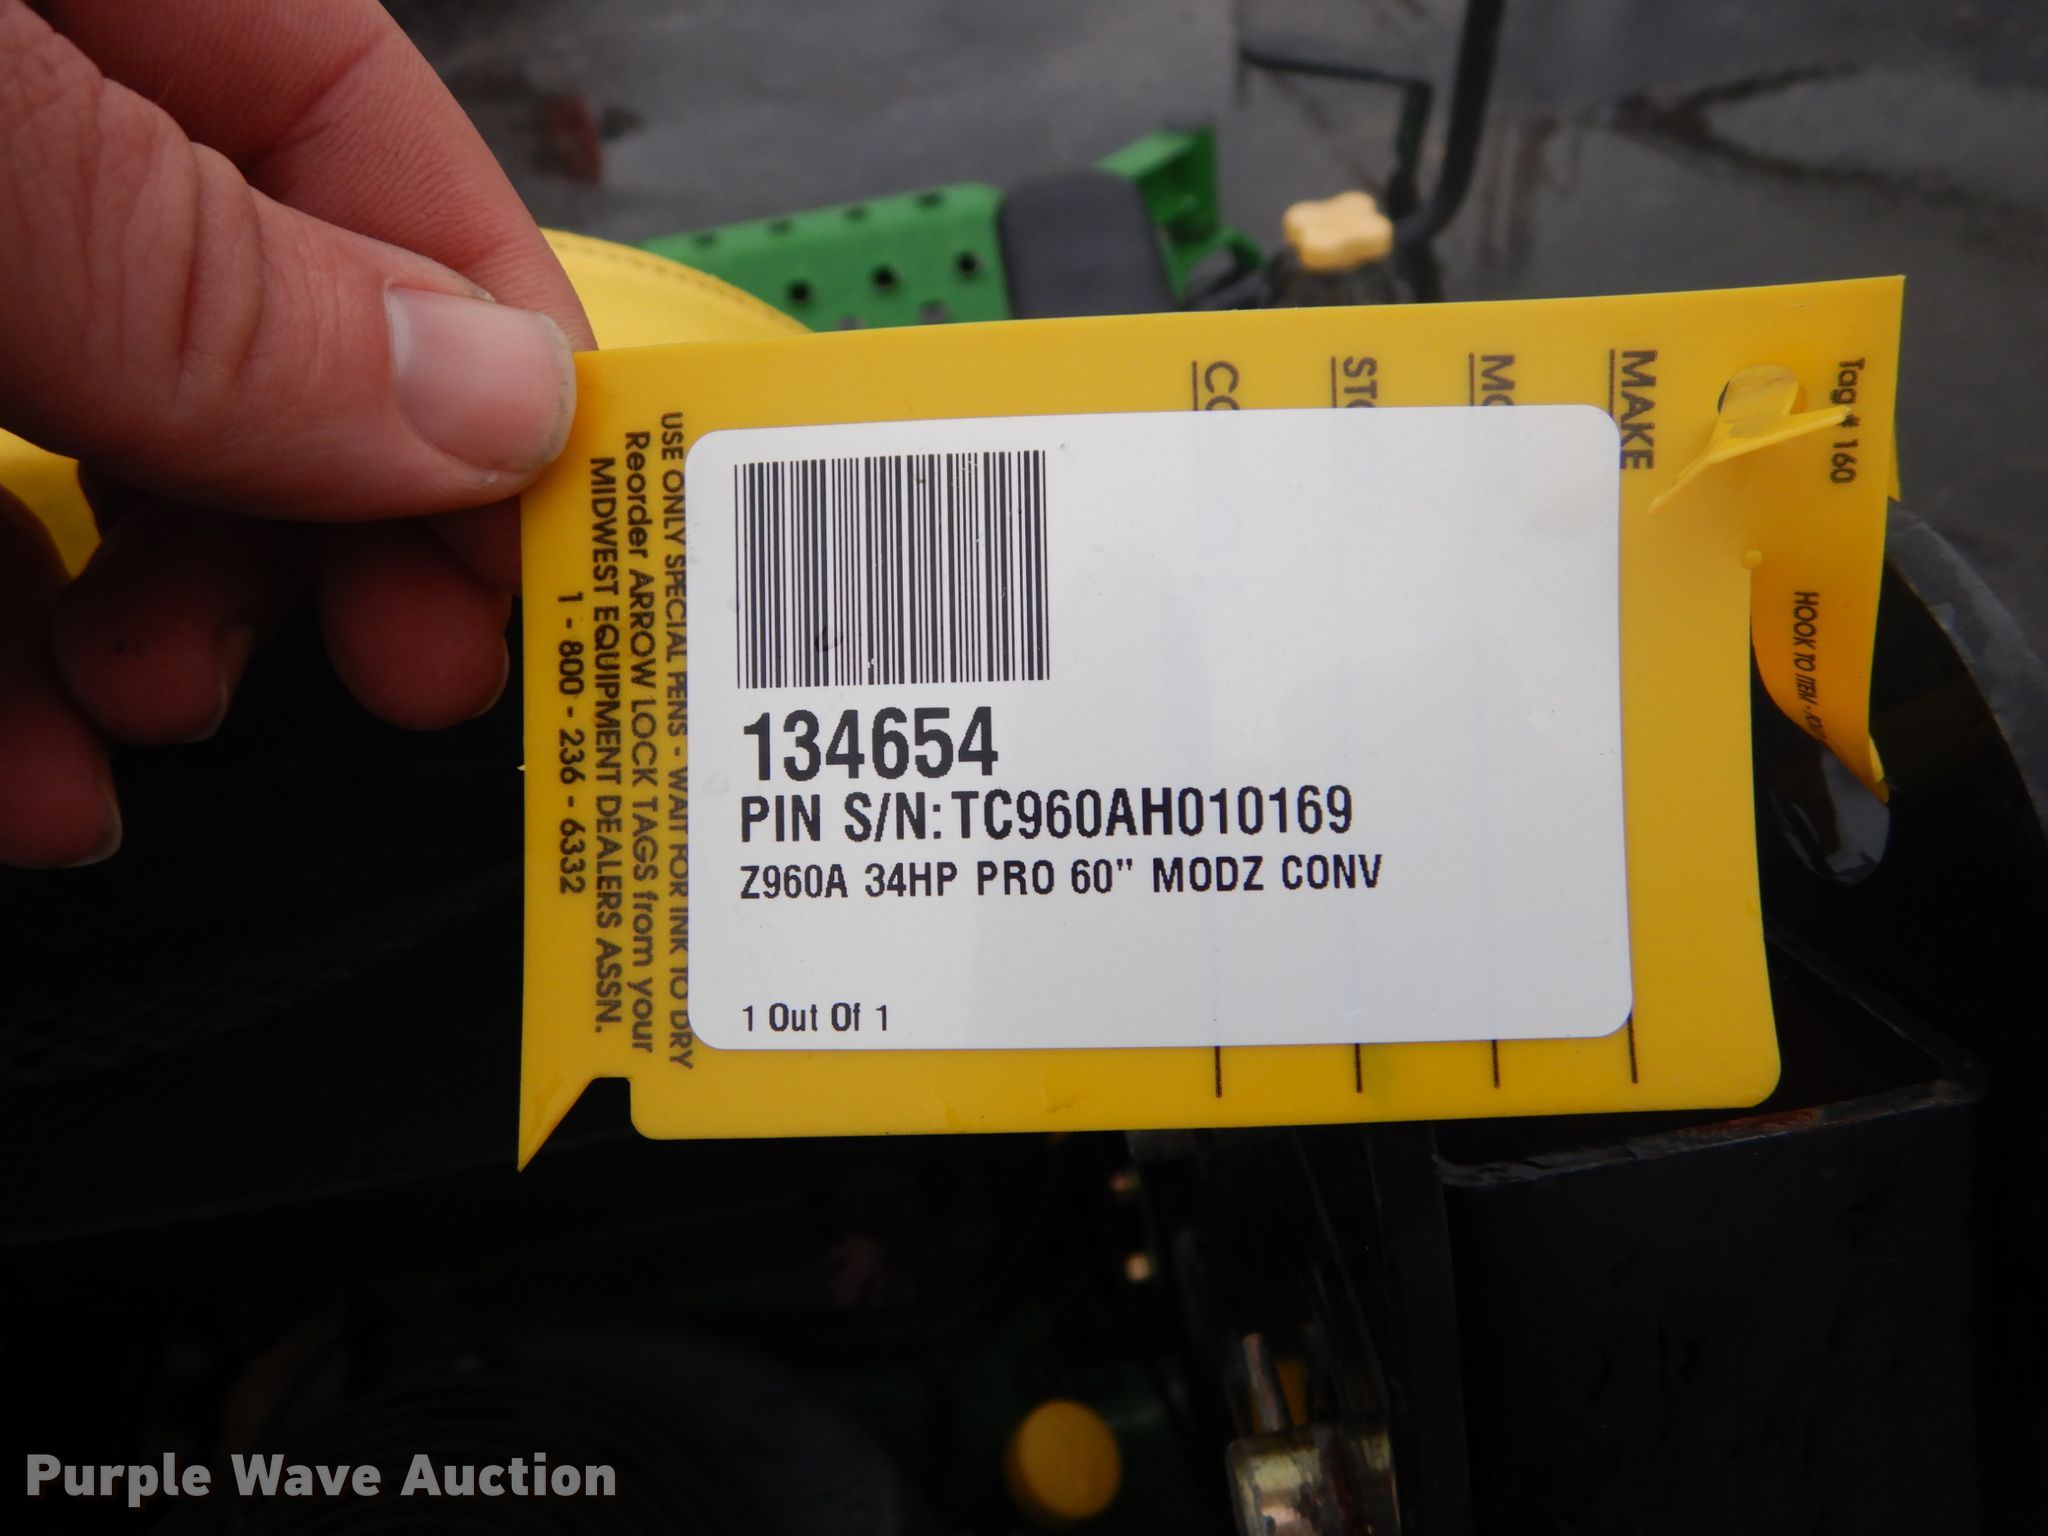 134654
PIN S/N: TC960AH010169
Z960A 34HP PRO 60" MODZ CONV
1 Out Of 1
Tag # 160
MAKE
HOOK TO ITEM -
USE ONLY SPECIAL PENS - WAIT FOR INK TO DRY
Reorder ARROW LOCK TAGS from your
MIDWEST EQUIPMENT DEALERS ASSN.
1 - 800 - 236 - 6332
Purple Wave Auction